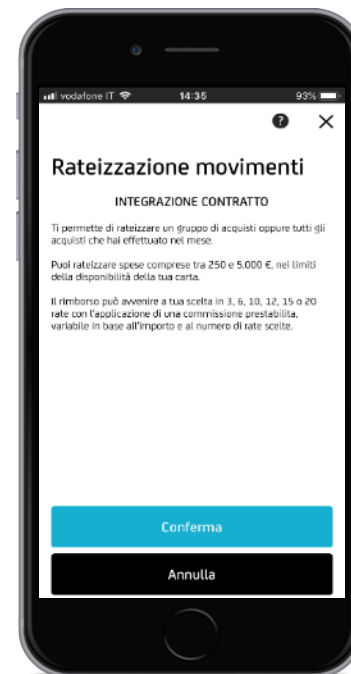 vodafone IT 14:35 93%
?
Rateizzazione movimenti
INTEGRAZIONE CONTRATTO
Ti permette di rateizzare un gruppo di acquisti oppure tutti gli
acquisti che hai effettuato nel mese.
Puoi rateizzare spese comprese tra 250 e 5.000 €, nei limiti
della disponibilità della tua carta.
Il rimborso può avvenire a tua scelta in 3, 6, 10, 12, 15 o 20
rate con l'applicazione di una commissione prestabilita,
variabile in base all'importo e al numero di rate scelte.
Conferma
Annulla